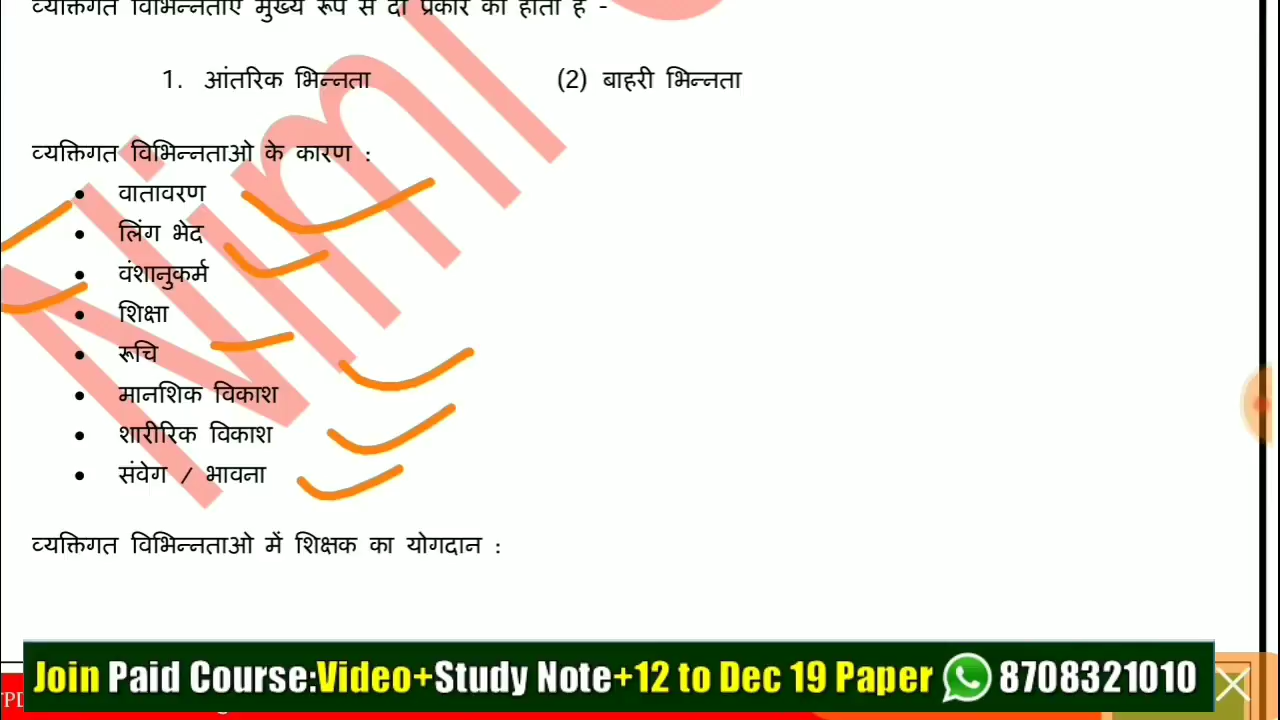 व्यक्तिगत विभिन्नताएं मुख्य रूप से दो प्रकार की होती है -
1. आंतरिक भिन्नता (2) बाहरी भिन्नता
व्यक्तिगत विभिन्नताओ के कारण :
• वातावरण
• लिंग भेद
• वंशानुकर्म
• शिक्षा
• रूचि
• मानशिक विकाश
• शारीरिक विकाश
• संवेग / भावना
व्यक्तिगत विभिन्नताओ में शिक्षक का योगदान :
Join Paid Course:Video+Study Note+12 to Dec 19 Paper 8708321010